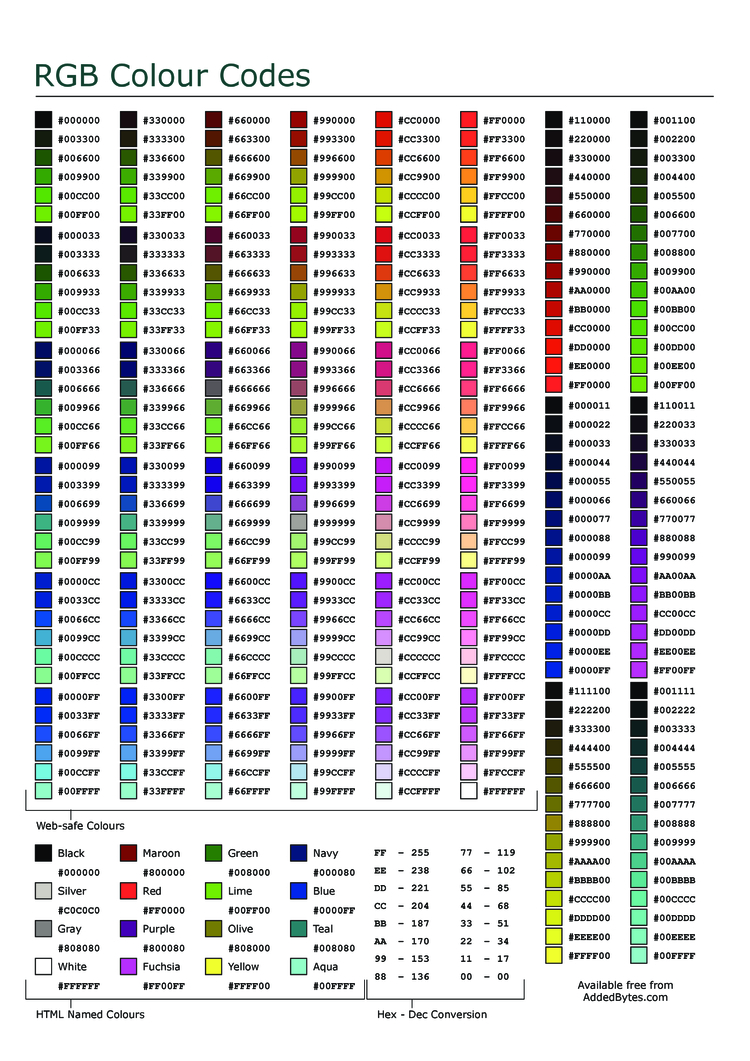 RGB Colour Codes
#000000 #330000 #660000 #990000 #CC0000 #FF0000
#003300 #333300 #663300 #993300 #CC3300 #FF3300
#006600 #336600 #666600 #996600 #CC6600 #FF6600
#009900 #339900 #669900 #999900 #CC9900 #FF9900
#00CC00 #33CC00 #66CC00 #99CC00 #CCCC00 #FFCC00
#00FF00 #33FF00 #66FF00 #99FF00 #CCFF00 #FFFF00
#000033 #330033 #660033 #990033 #CC0033 #FF0033
#003333 #333333 #663333 #993333 #CC3333 #FF3333
#006633 #336633 #666633 #996633 #CC6633 #FF6633
#009933 #339933 #669933 #999933 #CC9933 #FF9933
#00CC33 #33CC33 #66CC33 #99CC33 #CCCC33 #FFCC33
#00FF33 #33FF33 #66FF33 #99FF33 #CCFF33 #FFFF33
#000066 #330066 #660066 #990066 #CC0066 #FF0066
#003366 #333366 #663366 #993366 #CC3366 #FF3366
#006666 #336666 #666666 #996666 #CC6666 #FF6666
#009966 #339966 #669966 #999966 #CC9966 #FF9966
#00CC66 #33CC66 #66CC66 #99CC66 #CCCC66 #FFCC66
#00FF66 #33FF66 #66FF66 #99FF66 #CCFF66 #FFFF66
#000099 #330099 #660099 #990099 #CC0099 #FF0099
#003399 #333399 #663399 #993399 #CC3399 #FF3399
#006699 #336699 #666699 #996699 #CC6699 #FF6699
#009999 #339999 #669999 #999999 #CC9999 #FF9999
#00CC99 #33CC99 #66CC99 #99CC99 #CCCC99 #FFCC99
#00FF99 #33FF99 #66FF99 #99FF99 #CCFF99 #FFFF99
#0000CC #3300CC #6600CC #9900CC #CC00CC #FF00CC
#0033CC #3333CC #6633CC #9933CC #CC33CC #FF33CC
#0066CC #3366CC #6666CC #9966CC #CC66CC #FF66CC
#0099CC #3399CC #6699CC #9999CC #CC99CC #FF99CC
#00CCCC #33CCCC #66CCCC #99CCCC #CCCCCC #FFCCCC
#00FFCC #33FFCC #66FFCC #99FFCC #CCFFCC #FFFFCC
#0000FF #3300FF #6600FF #9900FF #CC00FF #FF00FF
#0033FF #3333FF #6633FF #9933FF #CC33FF #FF33FF
#0066FF #3366FF #6666FF #9966FF #CC66FF #FF66FF
#0099FF #3399FF #6699FF #9999FF #CC99FF #FF99FF
#00CCFF #33CCFF #66CCFF #99CCFF #CCCCFF #FFCCFF
#00FFFF #33FFFF #66FFFF #99FFFF #CCFFFF #FFFFFF
Web-safe Colours
#110000 #001100
#220000 #002200
#330000 #003300
#440000 #004400
#550000 #005500
#660000 #006600
#770000 #007700
#880000 #008800
#990000 #009900
#AA0000 #00AA00
#BB0000 #00BB00
#CC0000 #00CC00
#DD0000 #00DD00
#EE0000 #00EE00
#FF0000 #00FF00
#000011 #110011
#000022 #220033
#000033 #330033
#000044 #440044
#000055 #550055
#000066 #660066
#000077 #770077
#000088 #880088
#000099 #990099
#0000AA #AA00AA
#0000BB #BB00BB
#0000CC #CC00CC
#0000DD #DD00DD
#0000EE #EE00EE
#0000FF #FF00FF
#111100 #001111
#222200 #002222
#333300 #003333
#444400 #004444
#555500 #005555
#666600 #006666
#777700 #007777
#888800 #008888
#999900 #009999
#AAAA00 #00AAAA
#BBBB00 #00BBBB
#CCCC00 #00CCCC
#DDDD00 #00DDDD
#EEEE00 #00EEEE
#FFFF00 #00FFFF
Black Maroon Green Navy
#000000 #800000 #008000 #000080
Silver Red Lime Blue
#C0C0C0 #FF0000 #00FF00 #0000FF
Gray Purple Olive Teal
#808080 #800080 #808000 #008080
White Fuchsia Yellow Aqua
#FFFFFF #FF00FF #FFFF00 #00FFFF
HTML Named Colours
FF - 255 77 - 119
EE - 238 66 - 102
DD - 221 55 - 85
CC - 204 44 - 68
BB - 187 33 - 51
AA - 170 22 - 34
99 - 153 11 - 17
88 - 136 00 - 00
Hex - Dec Conversion
Available free from
AddedBytes.com